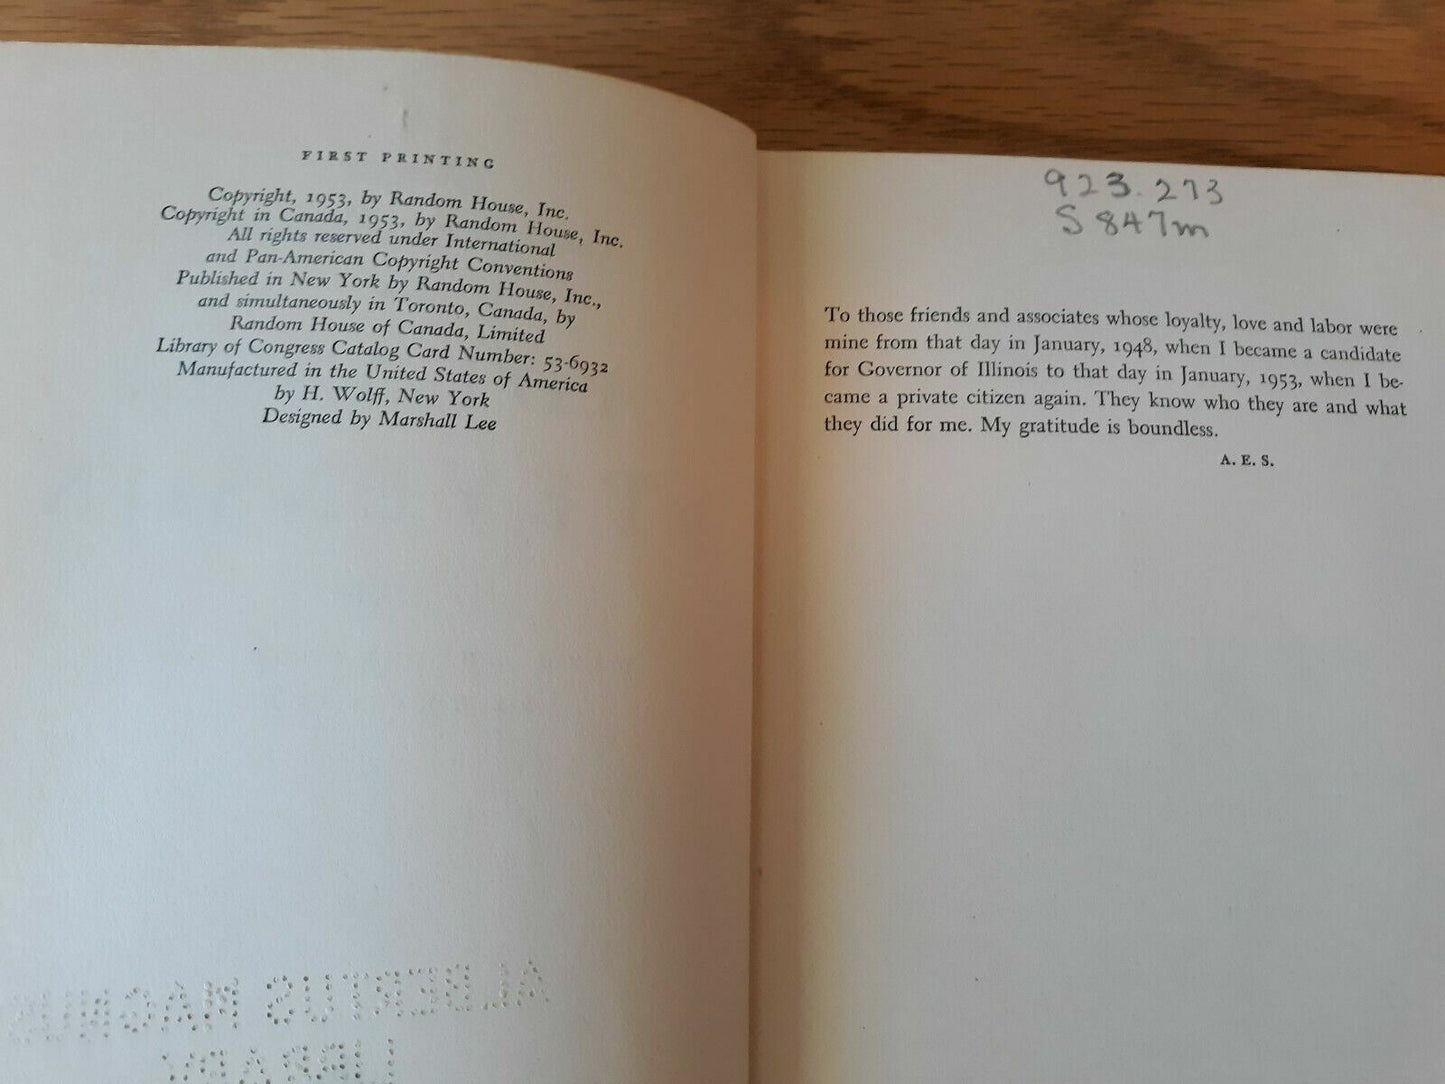 FIRST PRINTING
Copyright, 1953, by Random House, Inc.
Copyright in Canada, 1953, by Random House, Inc.
All rights reserved under International
and Pan-American Copyright Conventions
Published in New York by Random House, Inc.,
and simultaneously in Toronto, Canada, by
Random House of Canada, Limited
Library of Congress Catalog Card Number: 53-6932
Manufactured in the United States of America
by H. Wolff, New York
Designed by Marshall Lee
923.273
S847m
To those friends and associates whose loyalty, love and labor were
mine from that day in January, 1948, when I became a candidate
for Governor of Illinois to that day in January, 1953, when I be-
came a private citizen again. They know who they are and what
they did for me. My gratitude is boundless.
A. E. S.